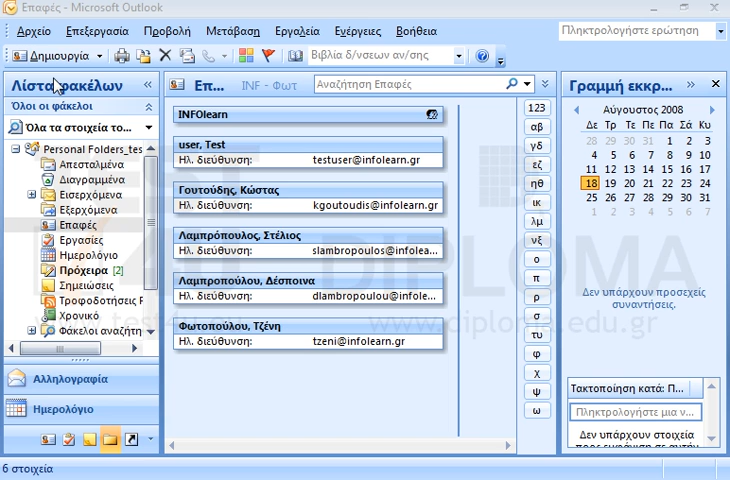 Επαφές - Microsoft Outlook
Αρχείο Επεξεργασία Προβολή Μετάβαση Εργαλεία Ενέργειες Βοήθεια Πληκτρολογήστε ερώτηση
Δημιουργία Βιβλία δ/νσεων αν/σης
Λίστα φακέλων «
Όλοι οι φάκελοι
Όλα τα στοιχεία το...
Personal Folders_tes
Απεσταλμένα
Διαγραμμένα
Εισερχόμενα
Εξερχόμενα
Επαφές
Εργασίες
Ημερολόγιο
Πρόχειρα [2]
Σημειώσεις
Τροφοδοτήσεις F
Χρονικό
Φάκελοι αναζήτη
Αλληλογραφία
Ημερολόγιο
Επ... INF - Φωτ Αναζήτηση Επαφές
INFOlearn
user, Test
Ηλ. διεύθυνση: testuser@infolearn.gr
Γουτούδης, Κώστας
Ηλ. διεύθυνση: kgoutoudis@infolearn.gr
Λαμπρόπουλος, Στέλιος
Ηλ. διεύθυνση: slambropoulos@infolea...
Λαμπροπούλου, Δέσποινα
Ηλ. διεύθυνση: dlambropoulou@infole...
Φωτοπούλου, Τζένη
Ηλ. διεύθυνση: tzeni@infolearn.gr
123
αβ
γδ
εζ
ηθ
ικ
λμ
νξ
ο
π
ρ
σ
τυ
φ
χ
ψ
ω
Γραμμή εκκρ... »
Αύγουστος 2008
Δε Τρ Τε Πε Πα Σά Κυ
28 29 30 31 1 2 3
4 5 6 7 8 9 10
11 12 13 14 15 16 17
18 19 20 21 22 23 24
25 26 27 28 29 30 31
1 2 3 4 5 6 7
Δεν υπάρχουν προσεχείς
συναντήσεις.
Τακτοποίηση κατά: Π...
Πληκτρολογήστε μια ν...
Δεν υπάρχουν στοιχεία
προς εμφάνιση σε αυτήν
6 στοιχεία
TEST
DIPLOMA
www.diploma.edu.gr